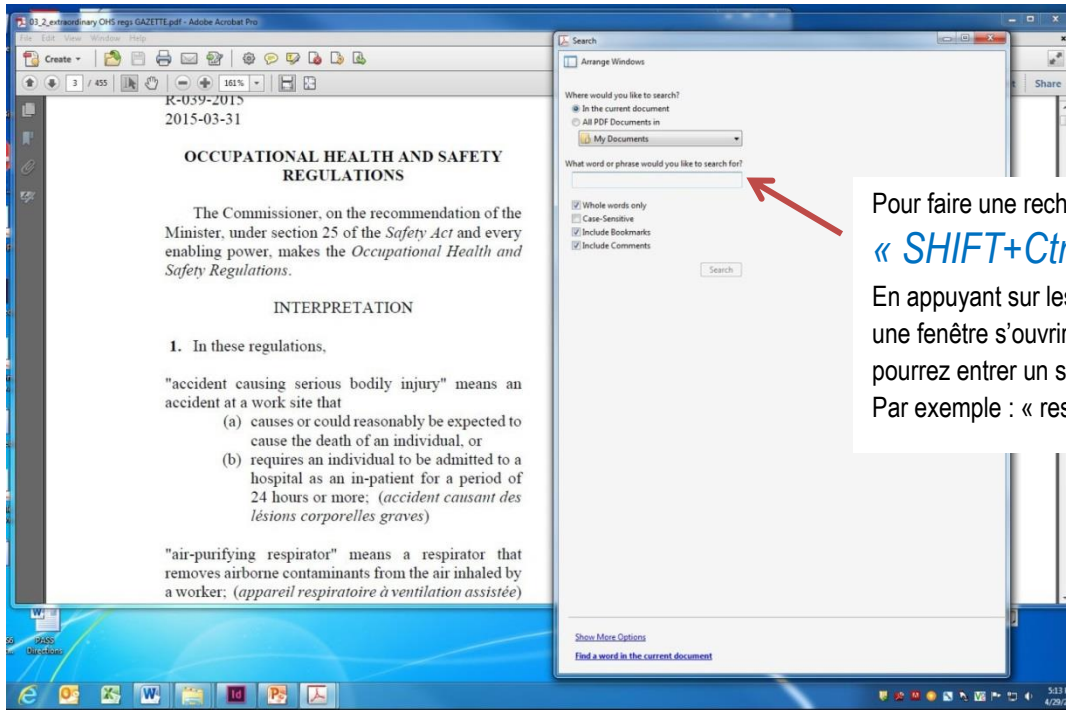 03_2_extraordinary OHS regs GAZETTE.pdf - Adobe Acrobat Pro
File Edit View Window Help
Create
3 / 455
161%
Share
R-039-2015
2015-03-31
OCCUPATIONAL HEALTH AND SAFETY
REGULATIONS
The Commissioner, on the recommendation of the
Minister, under section 25 of the Safety Act and every
enabling power, makes the Occupational Health and
Safety Regulations.
INTERPRETATION
1. In these regulations,
"accident causing serious bodily injury" means an
accident at a work site that
(a) causes or could reasonably be expected to
cause the death of an individual, or
(b) requires an individual to be admitted to a
hospital as an in-patient for a period of
24 hours or more; (accident causant des
lésions corporelles graves)
"air-purifying respirator" means a respirator that
removes airborne contaminants from the air inhaled by
a worker; (appareil respiratoire à ventilation assistée)
Search
Arrange Windows
Where would you like to search?
In the current document
All PDF Documents in
My Documents
What word or phrase would you like to search for?
Whole words only
Case-Sensitive
Include Bookmarks
Include Comments
Search
Show More Options
Find a word in the current document
Pour faire une rech
« SHIFT+Ctr
En appuyant sur les
une fenêtre s'ouvrir
pourrez entrer un s
Par exemple : « res
PASS
Directions
5:13
4/29/2